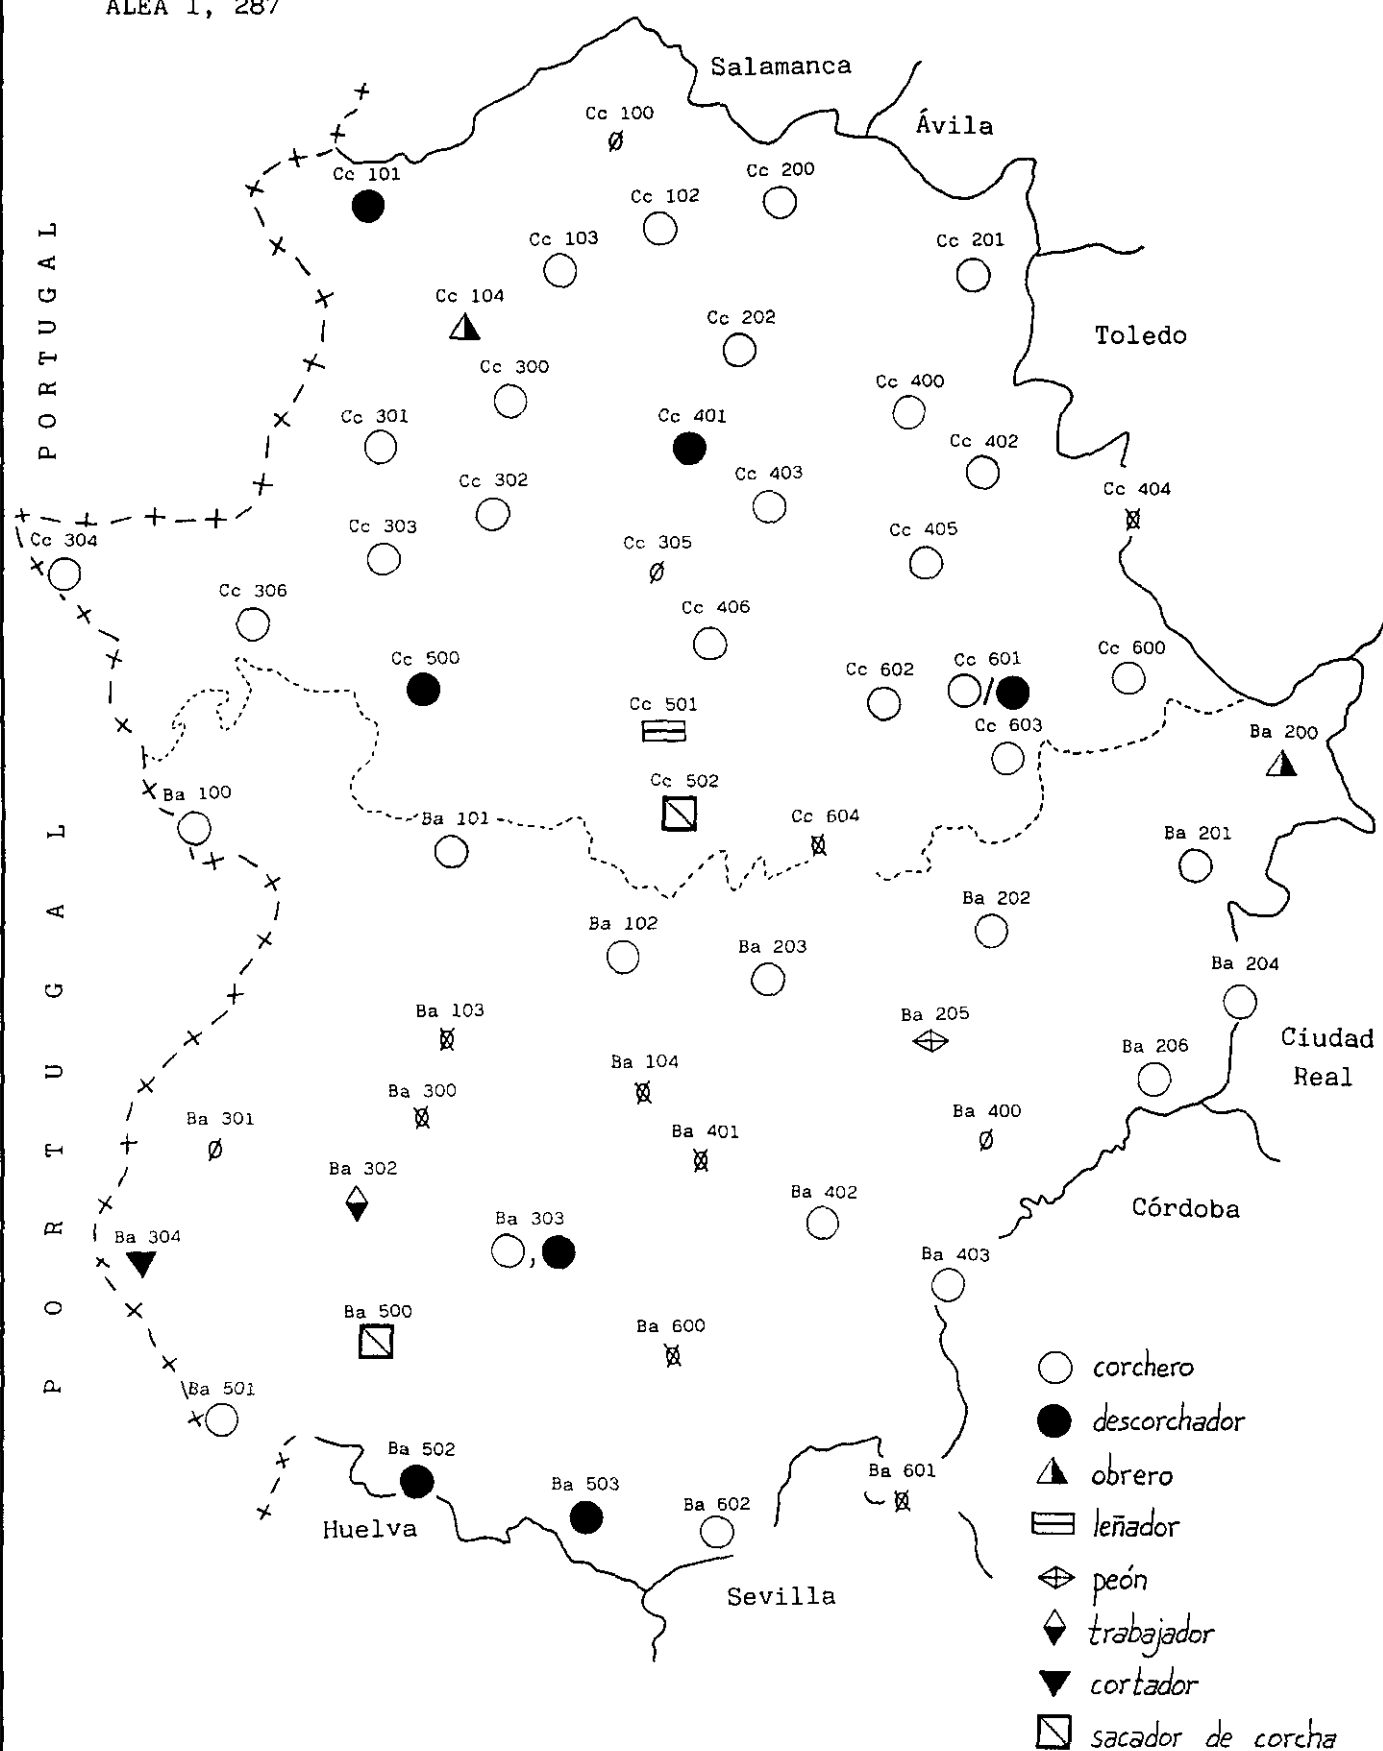 ALEA I, 287
Salamanca
Cc 100
Ávila
Cc 101
Cc 200
Cc 102
Cc 103
Cc 201
PORTUGAL
Cc 104
Cc 202
Toledo
Cc 300
Cc 400
Cc 301
Cc 401
Cc 402
Cc 302
Cc 403
Cc 404
Cc 303
Cc 405
Cc 304
Cc 305
Cc 306
Cc 406
Cc 500
Cc 602
Cc 601
/
Cc 600
Cc 501
Cc 603
Ba 200
Cc 502
Ba 100
Ba 101
Cc 604
Ba 201
PORTUGAL
Ba 202
Ba 102
Ba 203
Ba 204
Ba 103
Ba 205
Ciudad
Real
Ba 206
Ba 104
Ba 300
Ba 301
Ba 400
Ba 401
Ba 302
Ba 402
Córdoba
Ba 303
,
Ba 304
Ba 403
Ba 500
Ba 600
Ba 501
Ba 502
Ba 503
Ba 601
Ba 602
Huelva
Sevilla
corchero
descorchador
obrero
leñador
peón
trabajador
cortador
sacador de corcha